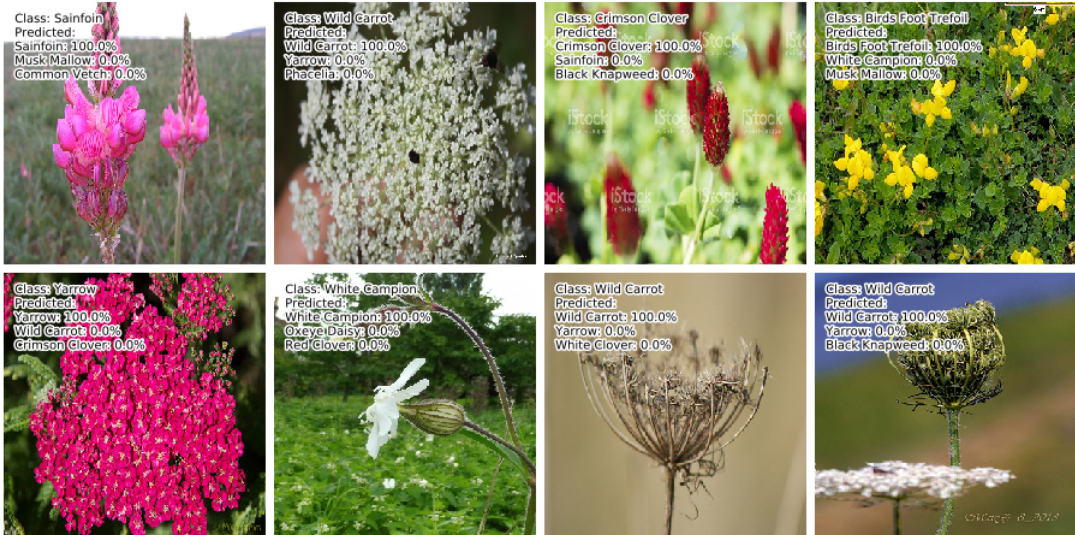 Class: Sainfoin
Predicted:
Sainfoin: 100.0%
Musk Mallow: 0.0%
Common Vetch: 0.0%
Class: Wild Carrot
Predicted:
Wild Carrot: 100.0%
Yarrow: 0.0%
Phacelia: 0.0%
Class: Crimson Clover
Predicted:
Crimson Clover: 100.0%
Sainfoin: 0.0%
Black Knapweed: 0.0%
iStock
iStock
iStock
iStock
iStock
Class: Birds Foot Trefoil
Predicted:
Birds Foot Trefoil: 100.0%
White Campion: 0.0%
Musk Mallow: 0.0%
Class: Yarrow
Predicted:
Yarrow: 100.0%
Wild Carrot: 0.0%
Crimson Clover: 0.0%
Class: White Campion
Predicted:
White Campion: 100.0%
Oxeye Daisy: 0.0%
Red Clover: 0.0%
Class: Wild Carrot
Predicted:
Wild Carrot: 100.0%
Yarrow: 0.0%
White Clover: 0.0%
Class: Wild Carrot
Predicted:
Wild Carrot: 100.0%
Yarrow: 0.0%
Black Knapweed: 0.0%